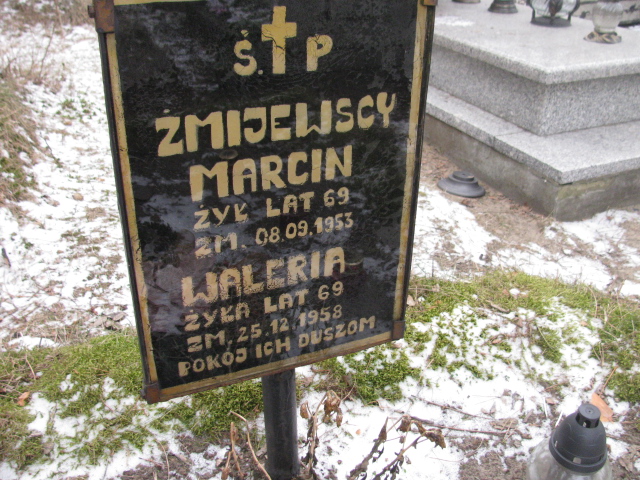 Ś. P
ŻMIJEWSCY
MARCIN
ŻYŁ LAT 69
ZM. 08.09.1953
WALERIA
ŻYŁA LAT 69
ZM. 25.12.1958
POKÓJ ICH DUSZOM